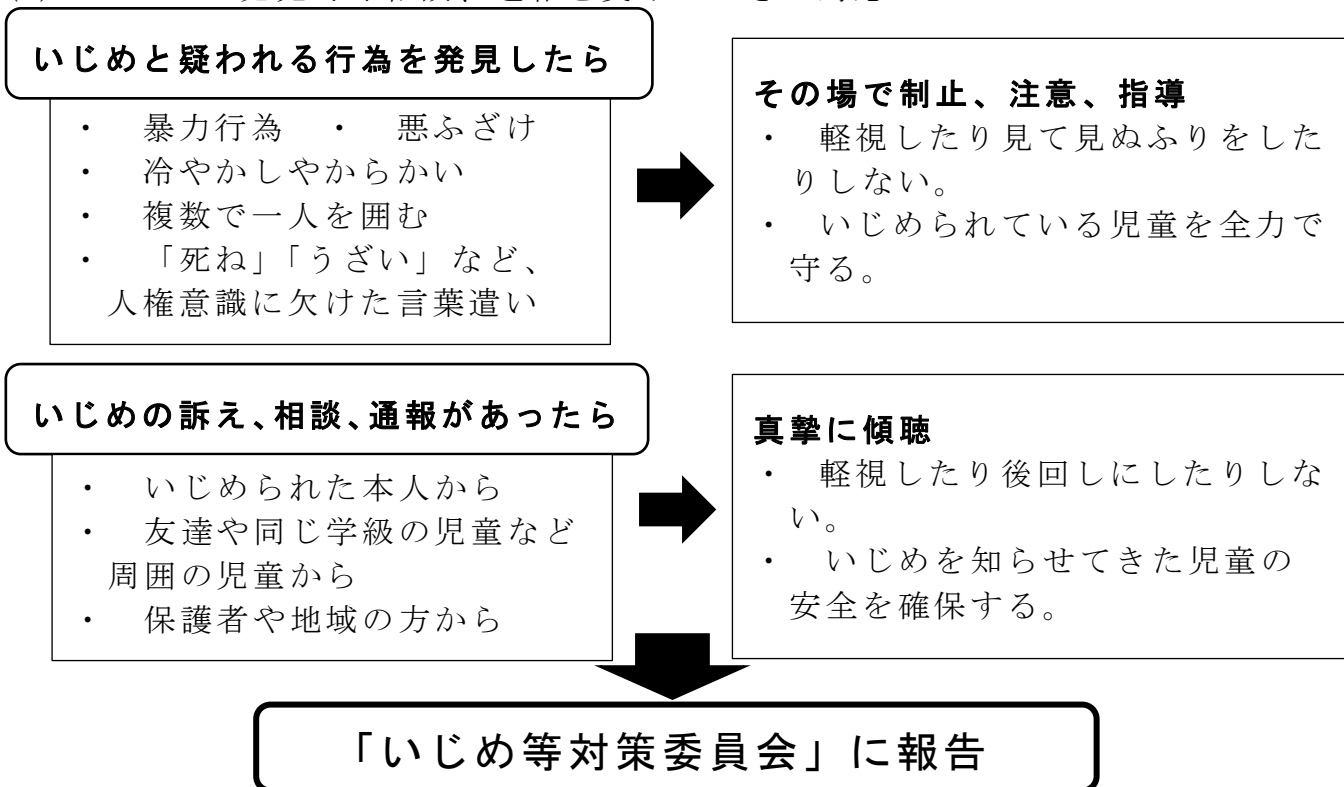 いじめと疑われる行為を発見したら
・ 暴力行為 ・ 悪ふざけ
・ 冷やかしやからかい
・ 複数で一人を囲む
・ 「死ね」「うざい」など、
人権意識に欠けた言葉遣い
その場で制止、注意、指導
・ 軽視したり見て見ぬふりをした
りしない。
・ いじめられている児童を全力で
守る。
いじめの訴え、相談、通報があったら
・ いじめられた本人から
・ 友達や同じ学級の児童など
周囲の児童から
・ 保護者や地域の方から
真摯に傾聴
・ 軽視したり後回しにしたりしな
い。
・ いじめを知らせてきた児童の
安全を確保する。
「いじめ等対策委員会」に報告